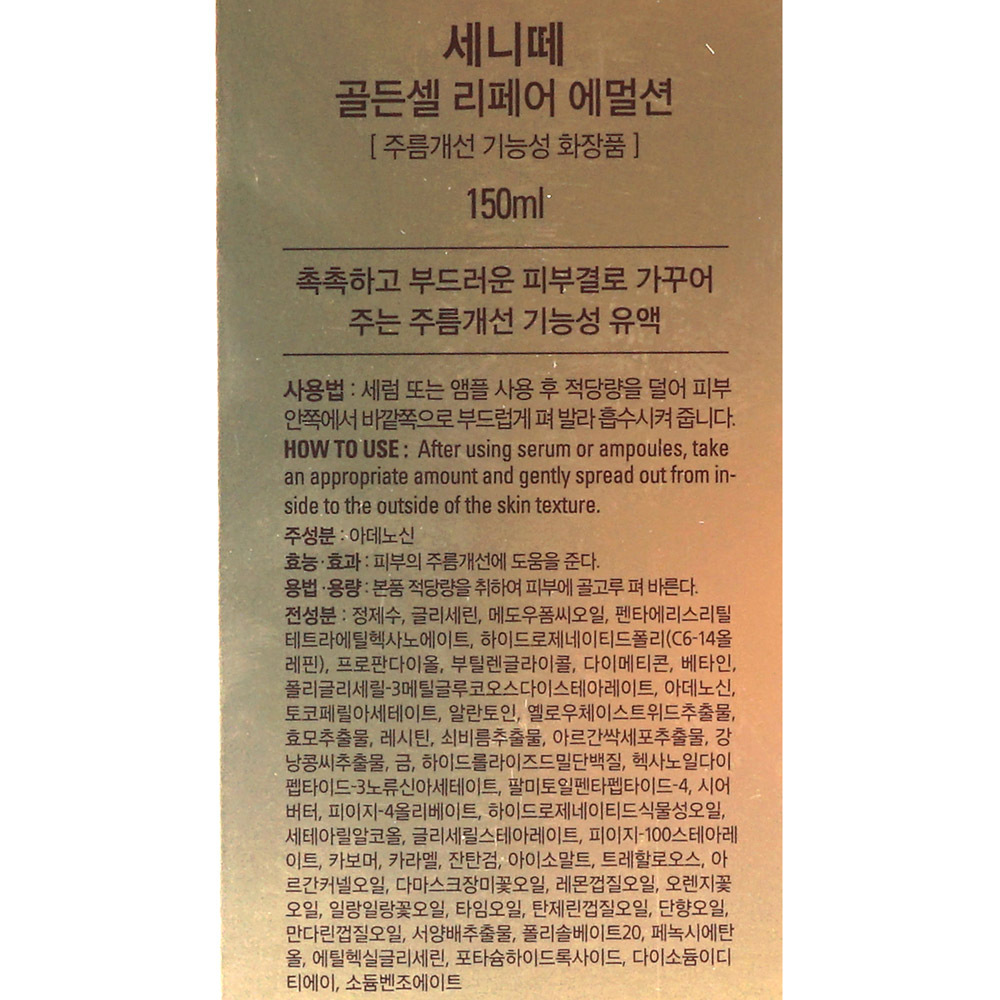 세니떼
골든셀 리페어 에멀션
[ 주름개선 기능성 화장품 ]
150ml
촉촉하고 부드러운 피부결로 가꾸어
주는 주름개선 기능성 유액
사용법 : 세럼 또는 앰플 사용 후 적당량을 덜어 피부
안쪽에서 바깥쪽으로 부드럽게 펴 발라 흡수시켜 줍니다.
HOW TO USE : After using serum or ampoules, take
an appropriate amount and gently spread out from in-
side to the outside of the skin texture.
주성분 : 아데노신
효능·효과 : 피부의 주름개선에 도움을 준다.
용법·용량 : 본품 적당량을 취하여 피부에 골고루 펴 바른다.
전성분 : 정제수, 글리세린, 메도우폼씨오일, 펜타에리스리틸
테트라에틸헥사노에이트, 하이드로제네이티드폴리(C6-14올
레핀), 프로판다이올, 부틸렌글라이콜, 다이메티콘, 베타인,
폴리글리세릴-3메틸글루코오스다이스테아레이트, 아데노신,
토코페릴아세테이트, 알란토인, 옐로우체이스트위드추출물,
효모추출물, 레시틴, 쇠비름추출물, 아르간싹세포추출물, 강
낭콩씨추출물, 금, 하이드롤라이즈드밀단백질, 헥사노일다이
펩타이드-3노류신아세테이트, 팔미토일펜타펩타이드-4, 시어
버터, 피이지-4올리베이트, 하이드로제네이티드식물성오일,
세테아릴알코올, 글리세릴스테아레이트, 피이지-100스테아레
이트, 카보머, 카라멜, 잔탄검, 아이소말트, 트레할로오스, 아
르간커넬오일, 다마스크장미꽃오일, 레몬껍질오일, 오렌지꽃
오일, 일랑일랑꽃오일, 타임오일, 탄제린껍질오일, 단향오일,
만다린껍질오일, 서양배추출물, 폴리솔베이트20, 페녹시에탄
올, 에틸헥실글리세린, 포타슘하이드록사이드, 다이소듐이디
티에이, 소듐벤조에이트